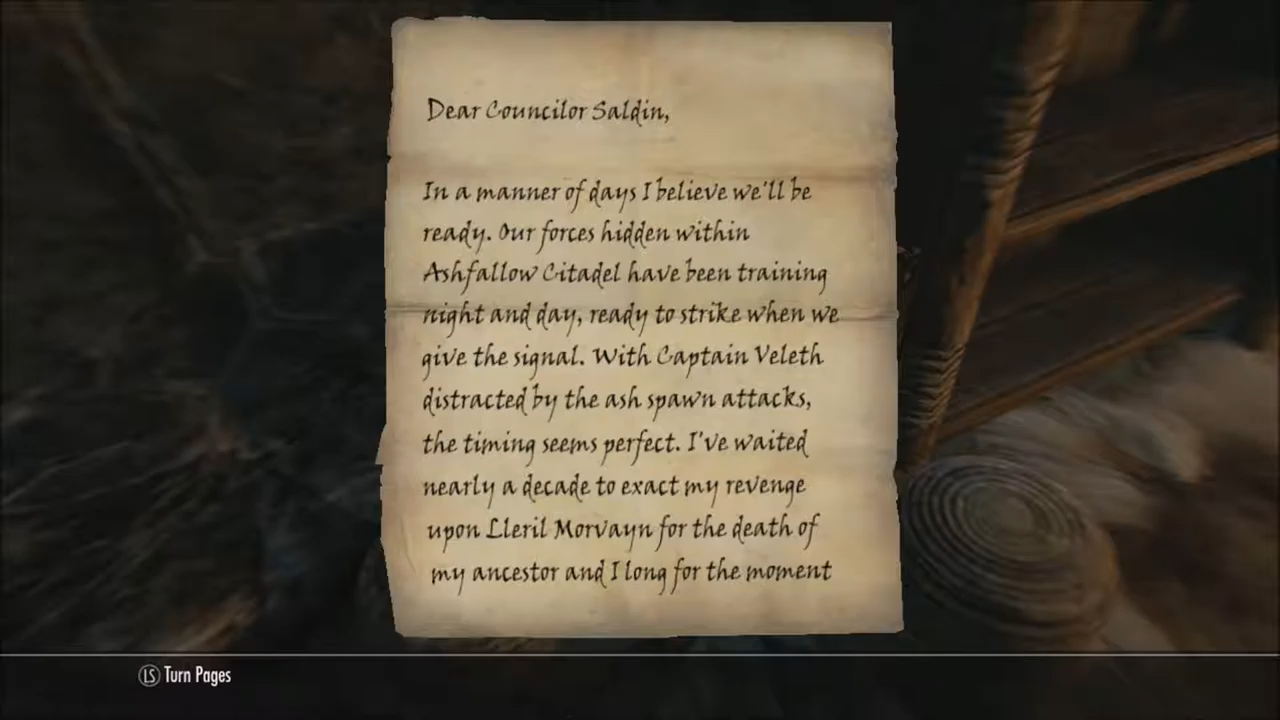 Dear Councilor Saldin,
In a manner of days I believe we'll be
ready. Our forces hidden within
Ashfallow Citadel have been training
night and day, ready to strike when we
give the signal. With Captain Veleth
distracted by the ash spawn attacks,
the timing seems perfect. I've waited
nearly a decade to exact my revenge
upon Lleril Morvayn for the death of
my ancestor and I long for the moment
LS Turn Pages